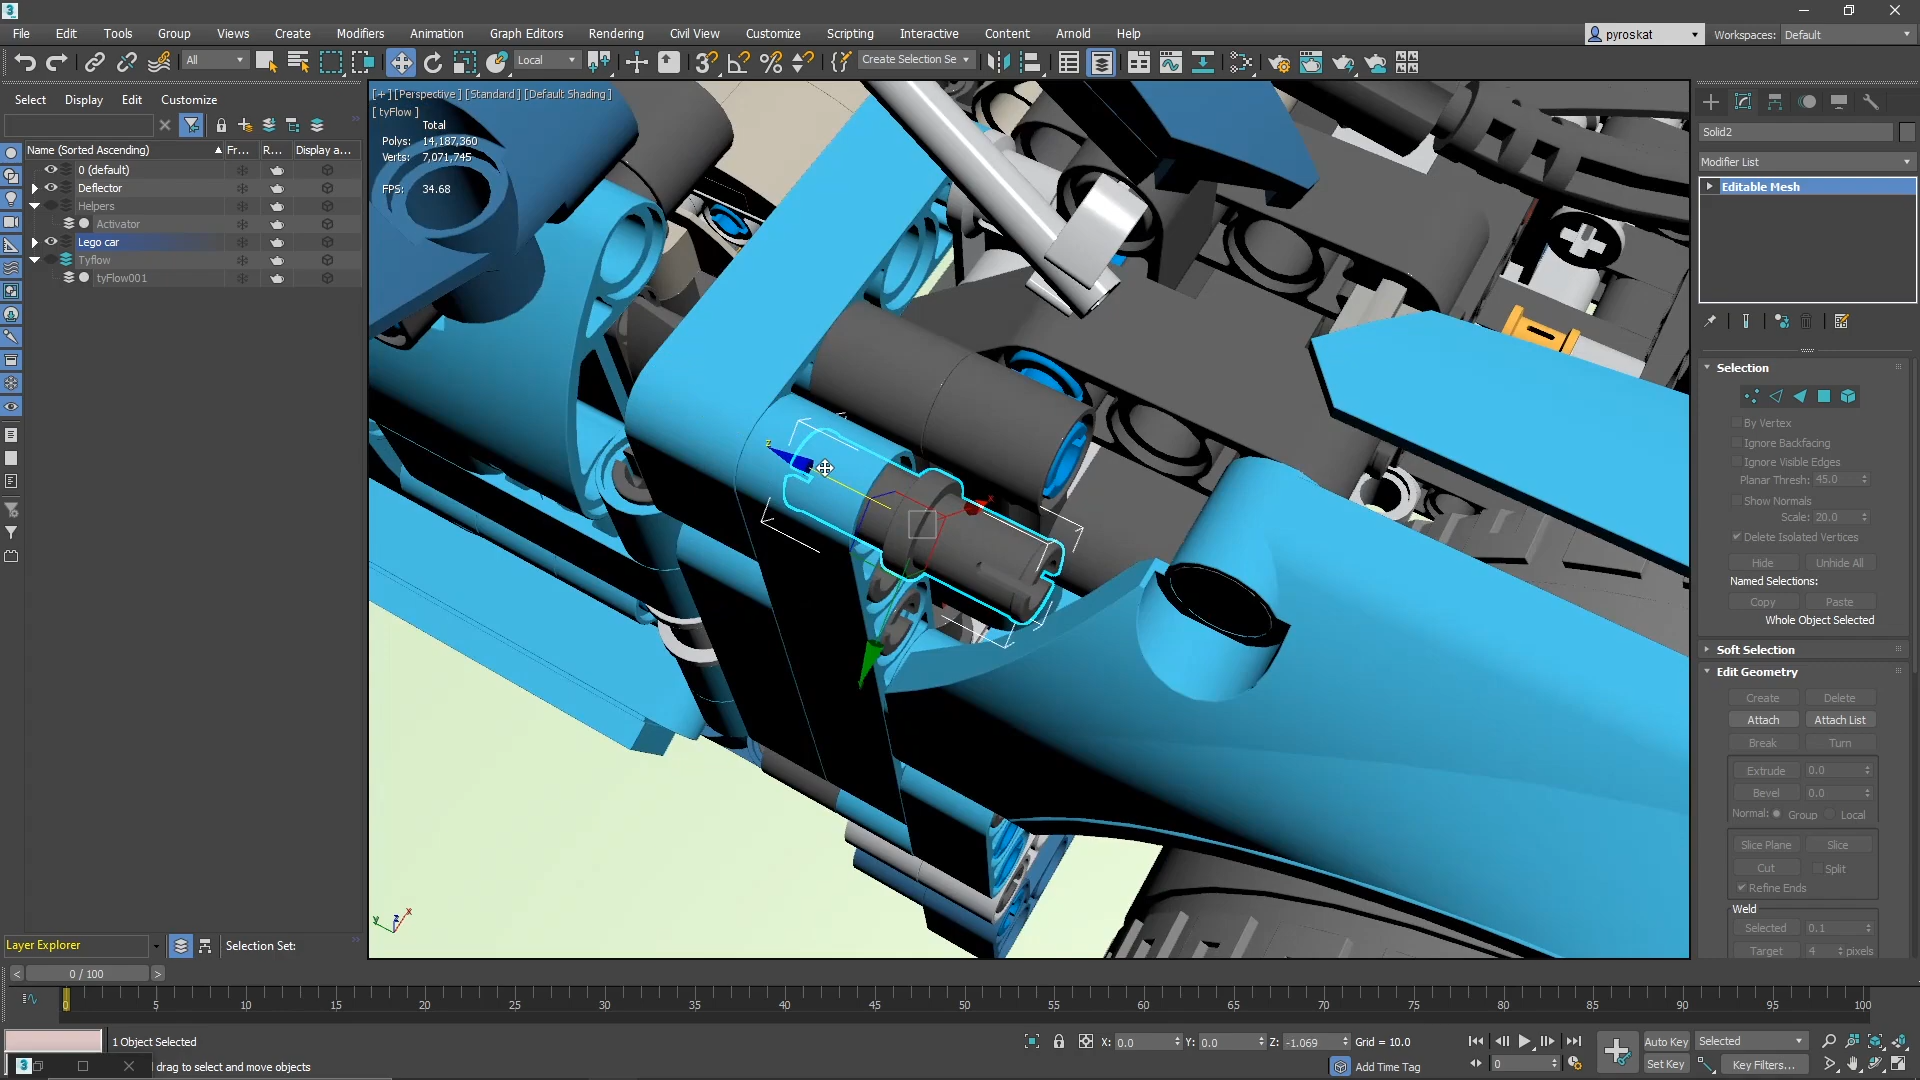 File Edit Tools Group Views Create Modifiers Animation Graph Editors Rendering Civil View Customize Scripting Interactive Content Arnold Help
pyroskat Workspaces: Default
All Local Create Selection Se
Select Display Edit Customize
Name (Sorted Ascending) Fr... R... Display a...
0 (default)
Deflector
Helpers
Activator
Lego car
Tyflow
tyFlow001
[+] [Perspective] [Standard] [Default Shading]
[ tyFlow ]
Total
Polys: 14,187,360
Verts: 7,071,745
FPS: 34.68
z
x
y z x
Solid2
Modifier List
Editable Mesh
Selection
By Vertex
Ignore Backfacing
Ignore Visible Edges
Planar Thresh: 45.0
Show Normals
Scale: 20.0
Delete Isolated Vertices
Hide Unhide All
Named Selections:
Copy Paste
Whole Object Selected
Soft Selection
Edit Geometry
Create Delete
Attach Attach List
Break Turn
Extrude 0.0
Bevel 0.0
Normal: Group Local
Slice Plane Slice
Cut Split
Refine Ends
Weld
Selected 0.1
Target 4 pixels
Layer Explorer Selection Set:
< 0 / 100 >
0 5 10 15 20 25 30 35 40 45 50 55 60 65 70 75 80 85 90 95 100
1 Object Selected X: 0.0 Y: 0.0 Z: -1.069 Grid = 10.0 Auto Key Selected
drag to select and move objects Add Time Tag 0 Set Key Key Filters...